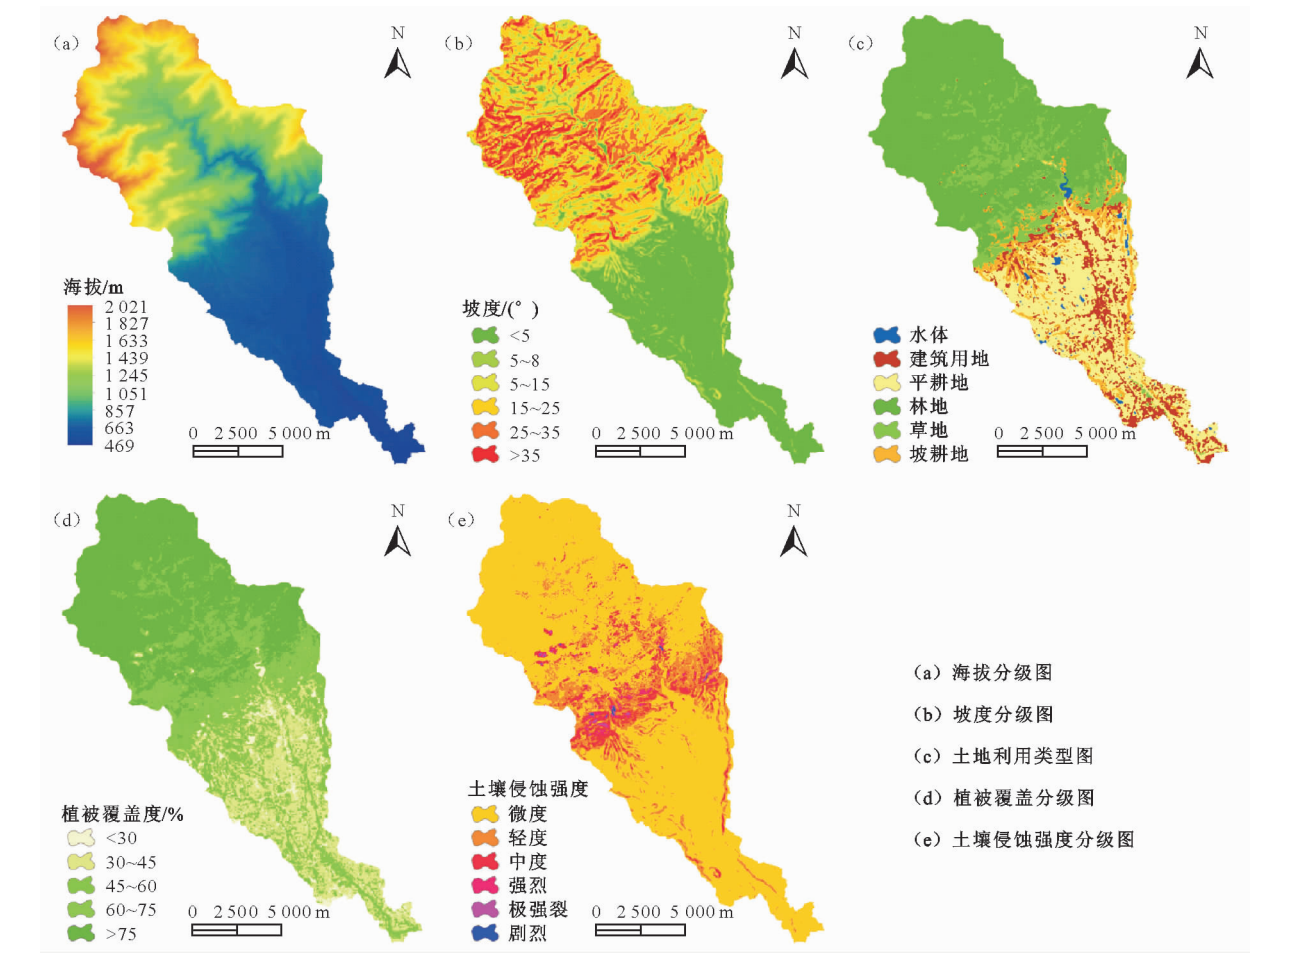 (a)
N
海拔/m
2 021
1 827
1 633
1 439
1 245
1 051
857
663
469
0 2 500 5 000 m
(b)
N
坡度/(°)
<5
5~8
5~15
15~25
25~35
>35
0 2 500 5 000 m
(c)
N
水体
建筑用地
平耕地
林地
草地
坡耕地
0 2 500 5 000 m
(d)
N
植被覆盖度/%
<30
30~45
45~60
60~75
>75
0 2 500 5 000 m
(e)
N
土壤侵蚀强度
微度
轻度
中度
强烈
极强裂
剧烈
0 2 500 5 000 m
(a) 海拔分级图
(b) 坡度分级图
(c) 土地利用类型图
(d) 植被覆盖分级图
(e) 土壤侵蚀强度分级图